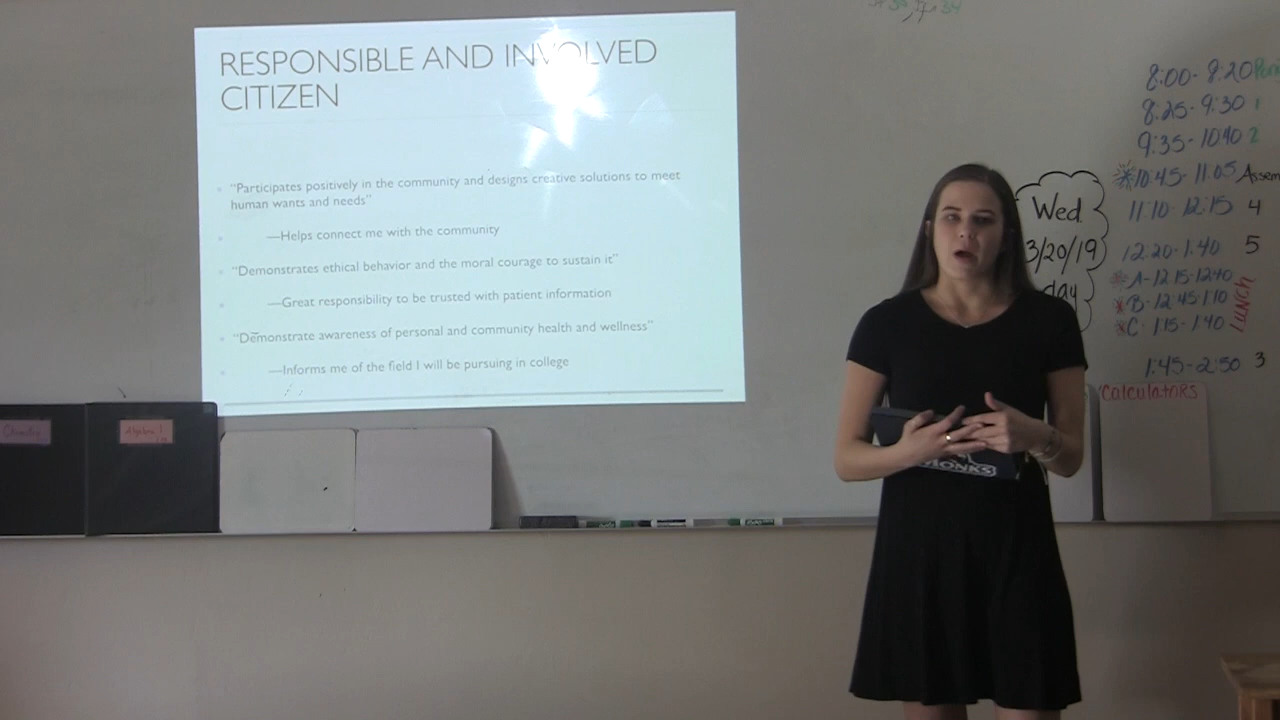 RESPONSIBLE AND INVOLVED
CITIZEN
“Participates positively in the community and designs creative solutions to meet
human wants and needs”
—Helps connect me with the community
“Demonstrates ethical behavior and the moral courage to sustain it”
—Great responsibility to be trusted with patient information
“Demonstrate awareness of personal and community health and wellness”
—Informs me of the field I will be pursuing in college
8:00-8:20
8:25-9:30 1
9:35-10:40 2
10:45-11:05 Assem
11:10-12:15 4
12:20-1:40 5
A-12:15-12:40
B-12:45-1:10
C-1:15-1:40
LUNCH
1:45-2:50 3
Wed
3/20/19
day
CalculatoRS
Chemistry
Algebra 1
MONKS